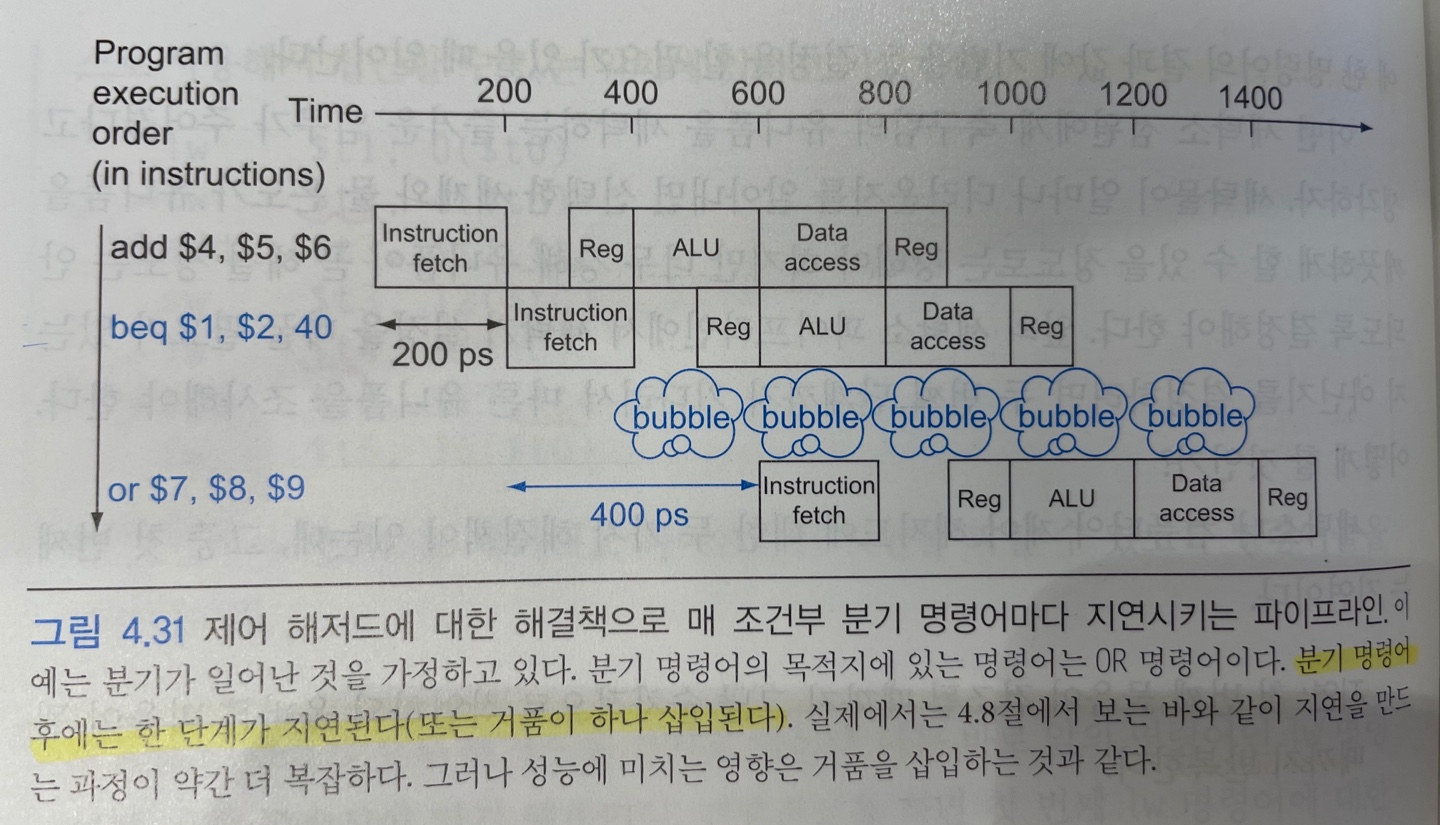 Program
execution
order
(in instructions)
Time
200 400 600 800 1000 1200 1400
add $4, $5, $6
Instruction
fetch
Reg
ALU
Data
access
Reg
beq $1, $2, 40
200 ps
Instruction
fetch
Reg
ALU
Data
access
Reg
bubble bubble bubble bubble bubble
or $7, $8, $9
400 ps
Instruction
fetch
Reg
ALU
Data
access
Reg
그림 4.31 제어 해저드에 대한 해결책으로 매 조건부 분기 명령어마다 지연시키는 파이프라인. 이
예는 분기가 일어난 것을 가정하고 있다. 분기 명령어의 목적지에 있는 명령어는 OR 명령어이다. 분기 명령어
후에는 한 단계가 지연된다(또는 거품이 하나 삽입된다). 실제에서는 4.8절에서 보는 바와 같이 지연을 만드
는 과정이 약간 더 복잡하다. 그러나 성능에 미치는 영향은 거품을 삽입하는 것과 같다.